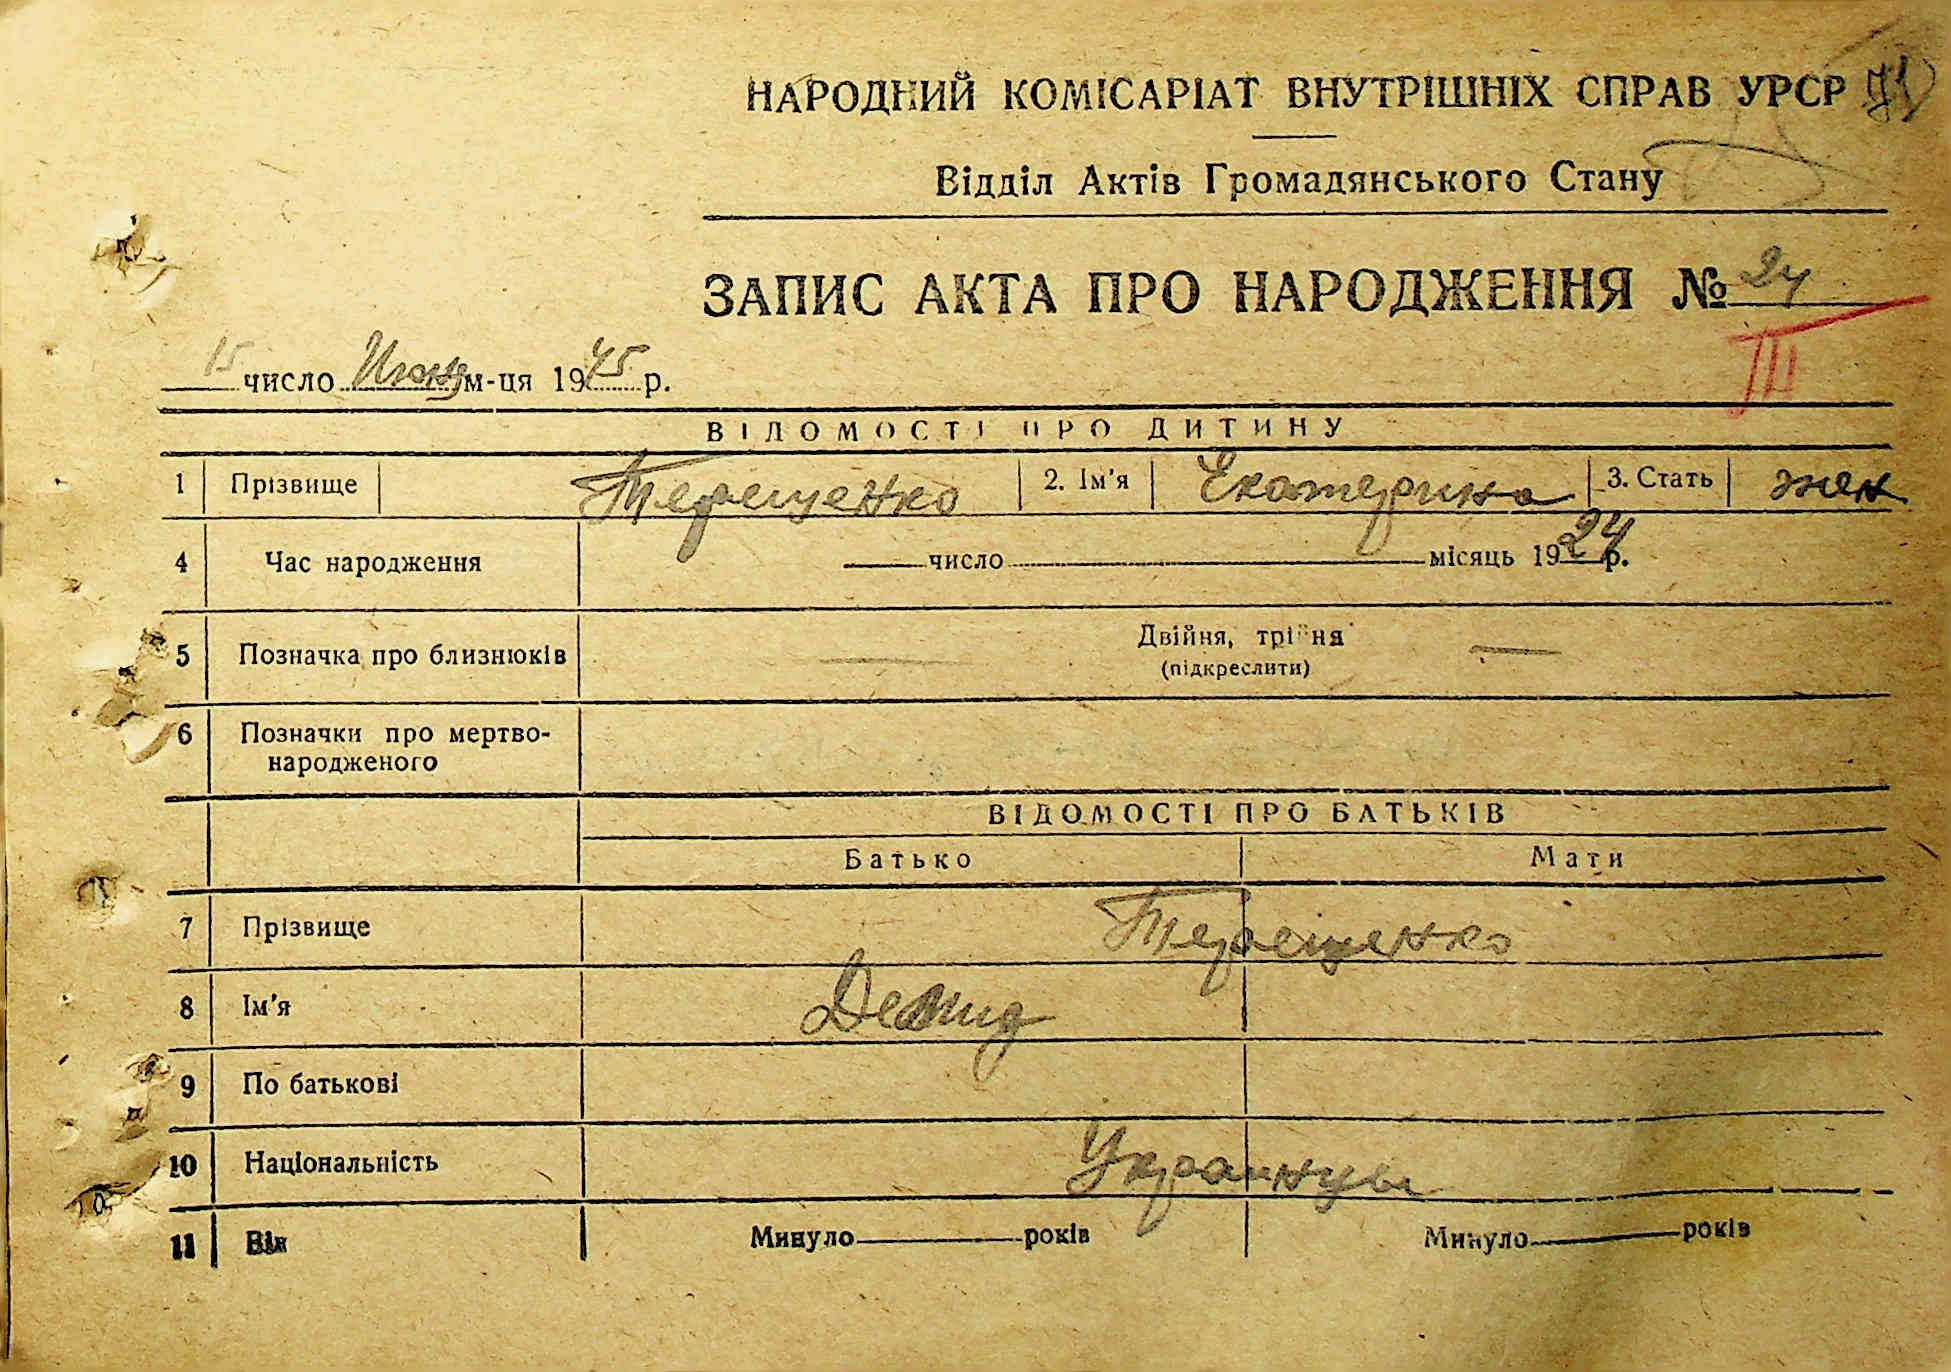 НАРОДНИЙ КОМІСАРІАТ ВНУТРІШНІХ СПРАВ УРСР
Відділ Актів Громадянського Стану
ЗАПИС АКТА ПРО НАРОДЖЕННЯ № 24
III
15 число Июня м-ця 1945 р.
ВІДОМОСТІ ПРО ДИТИНУ
1 Прізвище Терещенко 2. Ім'я Екатерина 3. Стать жен
4 Час народження число місяць 1924 р.
5 Позначка про близнюків Двійня, трійня
(підкреслити)
6 Позначки про мертво-
народженого
ВІДОМОСТІ ПРО БАТЬКІВ
Батько Мати
7 Прізвище Терещенко
8 Ім'я Демид
9 По батькові
10 Національність Украинцы
11 Вік Минуло років Минуло років